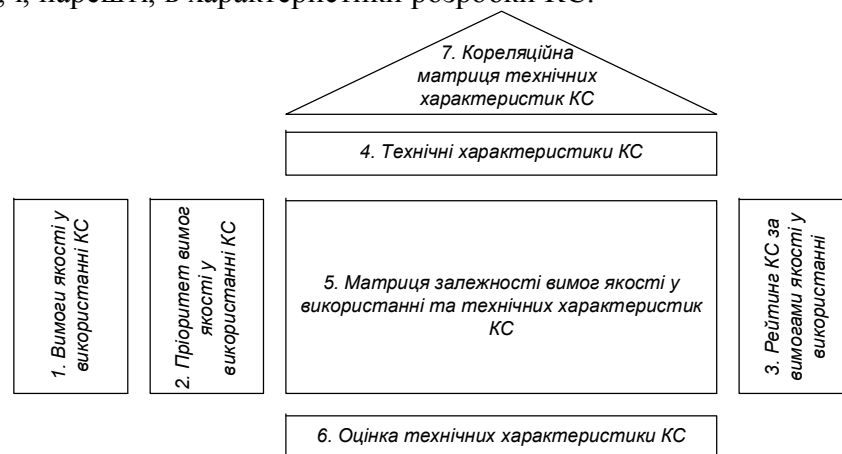 і, нарешті, в характеристики розробки КС.
7. Кореляційна
матриця технічних
характеристик КС
4. Технічні характеристики КС
1. Вимоги якості у
використанні КС
2. Пріоритет вимог
якості у
використанні КС
5. Матриця залежності вимог якості у
використанні та технічних характеристик
КС
3. Рейтинг КС за
вимогами якості у
використанні
6. Оцінка технічних характеристики КС